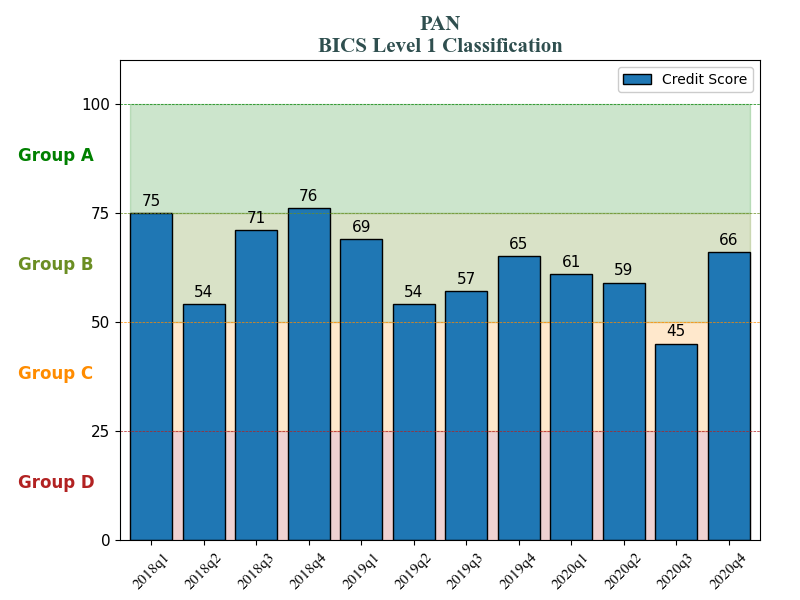 PAN
BICS Level 1 Classification
Credit Score
100
75
50
25
0
Group A
Group B
Group C
Group D
75
54
71
76
69
54
57
65
61
59
45
66
2018q1
2018q2
2018q3
2018q4
2019q1
2019q2
2019q3
2019q4
2020q1
2020q2
2020q3
2020q4